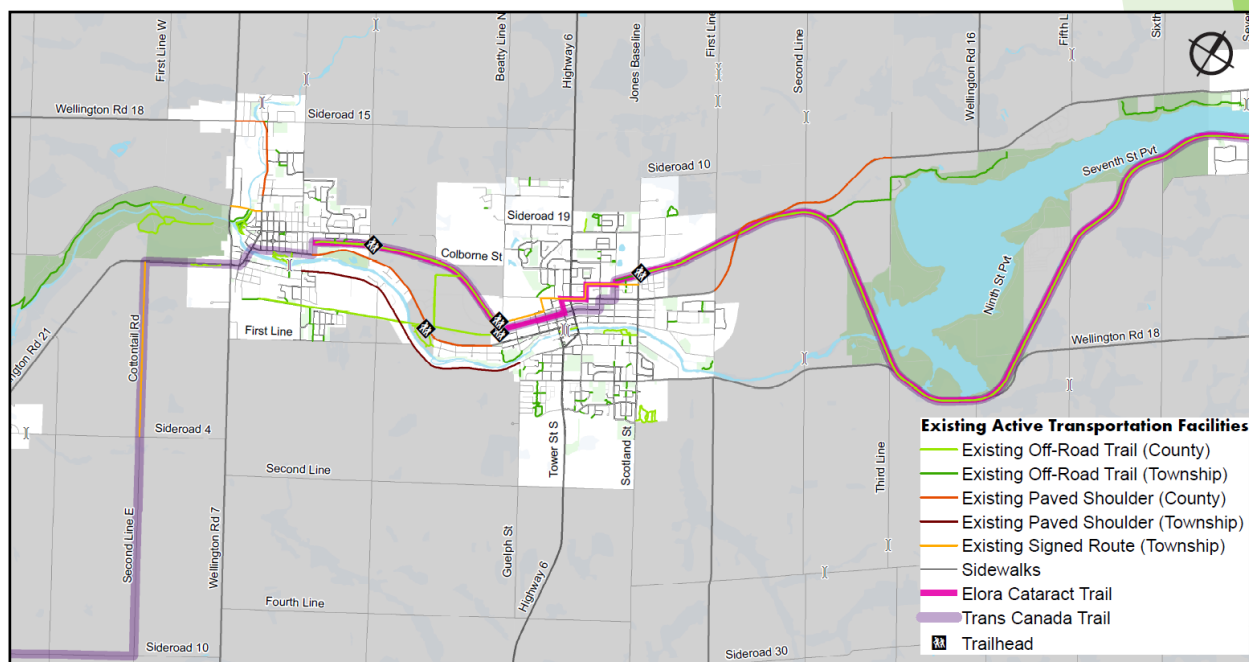 First Line W
Beatty Line N
Highway 6
Jones Baseline
First Line
Second Line
Wellington Rd 16
Fifth L
Sixth
Seve
Wellington Rd 18
Sideroad 15
Sideroad 10
Seventh St Pvt
Sideroad 19
Colborne St
Ninth St Pvt
First Line
Wellington Rd 18
ngton Rd 21
Cottontail Rd
Sideroad 4
Tower St S
Scotland St
Third Line
Second Line
Second Line E
Wellington Rd 7
Guelph St
Highway 6
Fourth Line
Sideroad 10
Sideroad 30
Existing Active Transportation Facilities
Existing Off-Road Trail (County)
Existing Off-Road Trail (Township)
Existing Paved Shoulder (County)
Existing Paved Shoulder (Township)
Existing Signed Route (Township)
Sidewalks
Elora Cataract Trail
Trans Canada Trail
Trailhead